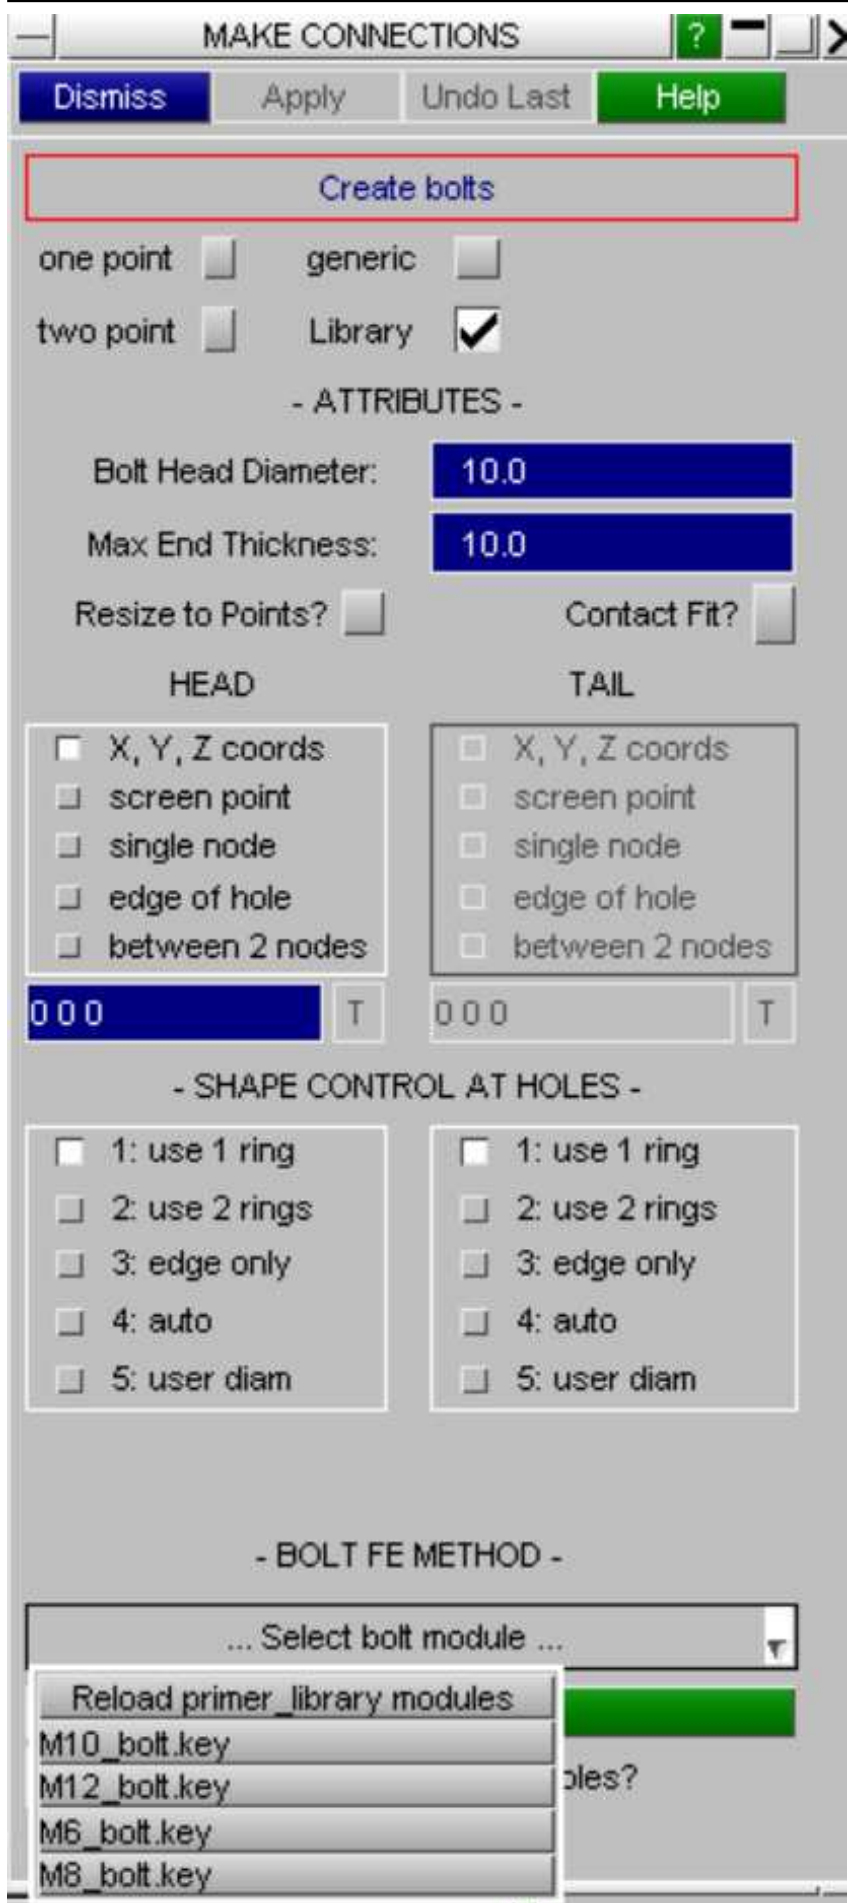 MAKE CONNECTIONS ?
Dismiss Apply Undo Last Help
Create bolts
one point generic
two point Library
- ATTRIBUTES -
Bolt Head Diameter: 10.0
Max End Thickness: 10.0
Resize to Points? Contact Fit?
HEAD TAIL
X, Y, Z coords X, Y, Z coords
screen point screen point
single node single node
edge of hole edge of hole
between 2 nodes between 2 nodes
0 0 0 T 0 0 0 T
- SHAPE CONTROL AT HOLES -
1: use 1 ring 1: use 1 ring
2: use 2 rings 2: use 2 rings
3: edge only 3: edge only
4: auto 4: auto
5: user diam 5: user diam
- BOLT FE METHOD -
... Select bolt module ...
Reload primer_library modules
M10_bolt.key
M12_bolt.key
M6_bolt.key
M8_bolt.key